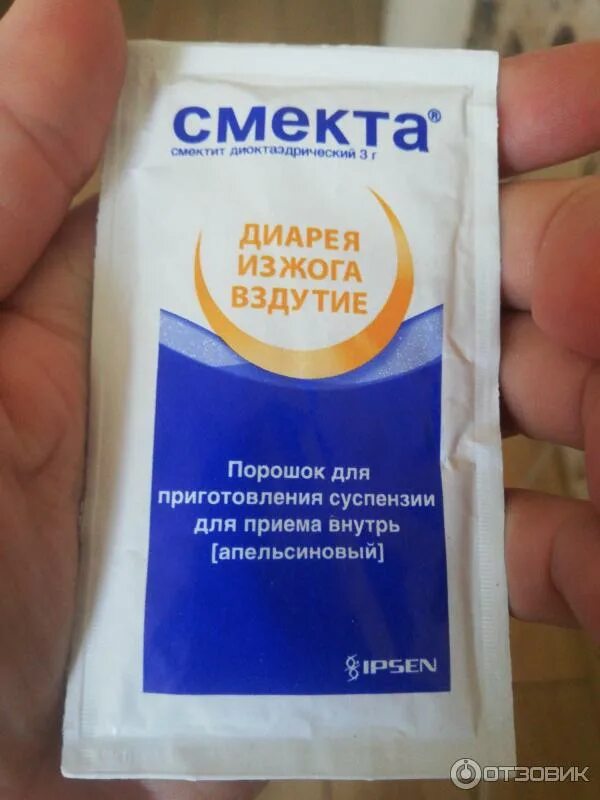 смекта®
смектит диоктаэдрический 3 г
ДИАРЕЯ
ИЗЖОГА
ВЗДУТИЕ
Порошок для
приготовления суспензии
для приема внутрь
[апельсиновый]
IPSEN
ОТЗОВИК